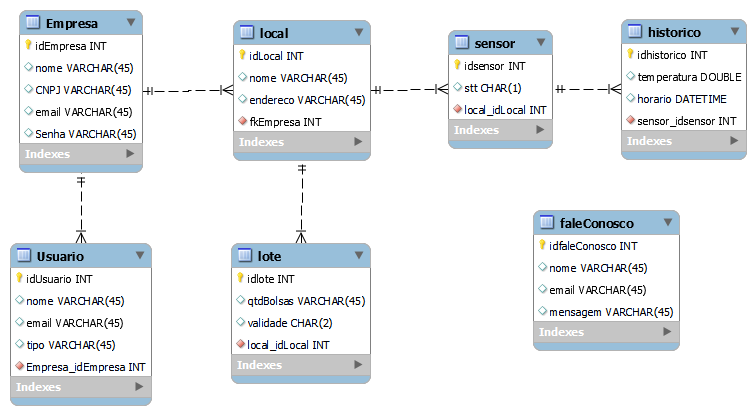 Empresa
idEmpresa INT
nome VARCHAR(45)
CNPJ VARCHAR(45)
email VARCHAR(45)
Senha VARCHAR(45)
Indexes
local
idLocal INT
nome VARCHAR(45)
endereco VARCHAR(45)
fkEmpresa INT
Indexes
sensor
idsensor INT
stt CHAR(1)
local_idLocal INT
Indexes
historico
idhistorico INT
temperatura DOUBLE
horario DATETIME
sensor_idsensor INT
Indexes
Usuario
idUsuario INT
nome VARCHAR(45)
email VARCHAR(45)
tipo VARCHAR(45)
Empresa_idEmpresa INT
Indexes
lote
idlote INT
qtdBolsas VARCHAR(45)
validade CHAR(2)
local_idLocal INT
Indexes
faleConosco
idfaleConosco INT
nome VARCHAR(45)
email VARCHAR(45)
mensagem VARCHAR(45)
Indexes